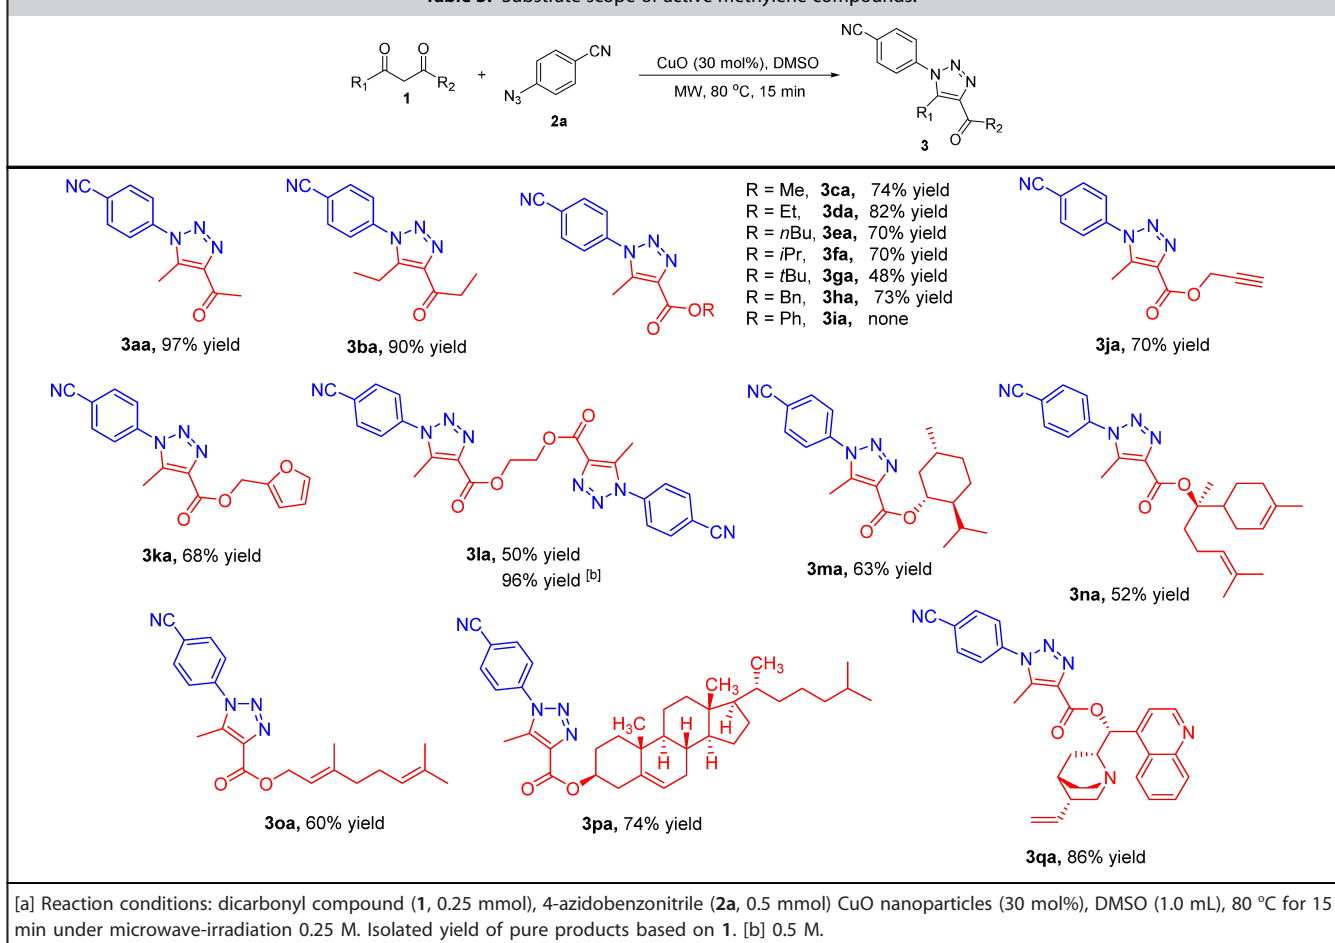 Table 3. Substrate scope of active methylene compounds.
O O
R1 R2
1
+
CN
N3
2a
CuO (30 mol%), DMSO
MW, 80 °C, 15 min
NC
N N
N
R1
O R2
3
NC
N N
N
O
3aa, 97% yield
NC
N N
N
O
3ba, 90% yield
NC
N N
N
O OR
R = Me, 3ca, 74% yield
R = Et, 3da, 82% yield
R = nBu, 3ea, 70% yield
R = iPr, 3fa, 70% yield
R = tBu, 3ga, 48% yield
R = Bn, 3ha, 73% yield
R = Ph, 3ia, none
NC
N N
N
O O
3ja, 70% yield
NC
N N
N
O O
O
3ka, 68% yield
NC
N N
N
O O
O O
N
N N
CN
3la, 50% yield
96% yield [b]
NC
N N
N
O O
3ma, 63% yield
NC
N N
N
O O
3na, 52% yield
NC
N N
N
O O
3oa, 60% yield
NC
N N
N
O O
H3C
CH3
CH3
H
H
H
H
3pa, 74% yield
NC
N N
N
O O
N
N
3qa, 86% yield
[a] Reaction conditions: dicarbonyl compound (1, 0.25 mmol), 4-azidobenzonitrile (2a, 0.5 mmol) CuO nanoparticles (30 mol%), DMSO (1.0 mL), 80 °C for 15
min under microwave-irradiation 0.25 M. Isolated yield of pure products based on 1. [b] 0.5 M.